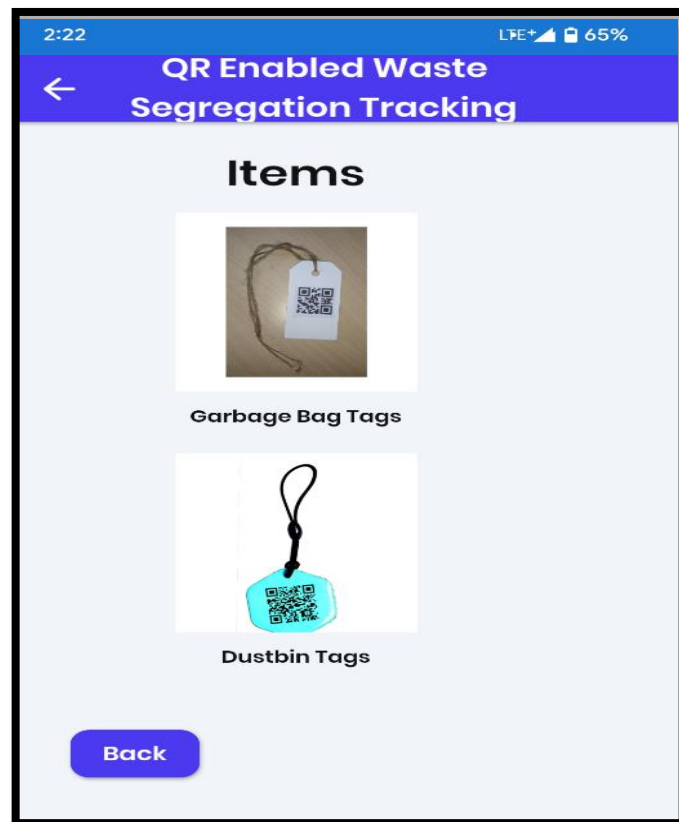 2:22 LTE+ 65%
QR Enabled Waste
Segregation Tracking
Items
Garbage Bag Tags
Dustbin Tags
Back